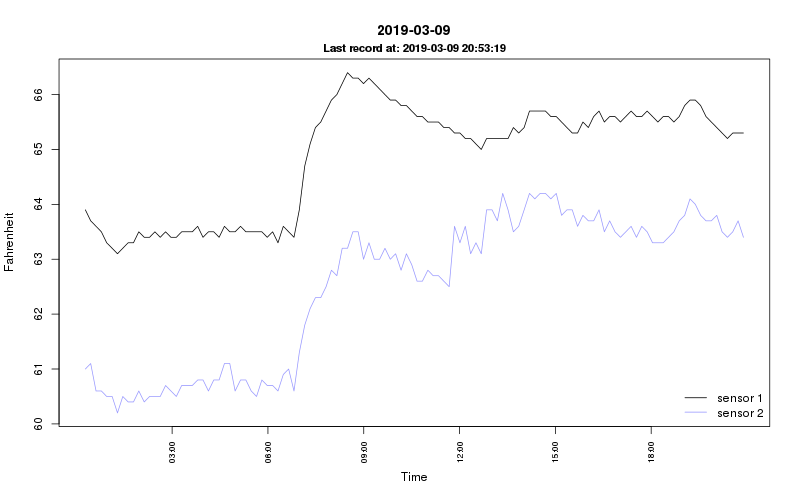 2019-03-09
Last record at: 2019-03-09 20:53:19
Fahrenheit
66
65
64
63
62
61
60
sensor 1
sensor 2
03:00
06:00
09:00
12:00
15:00
18:00
Time